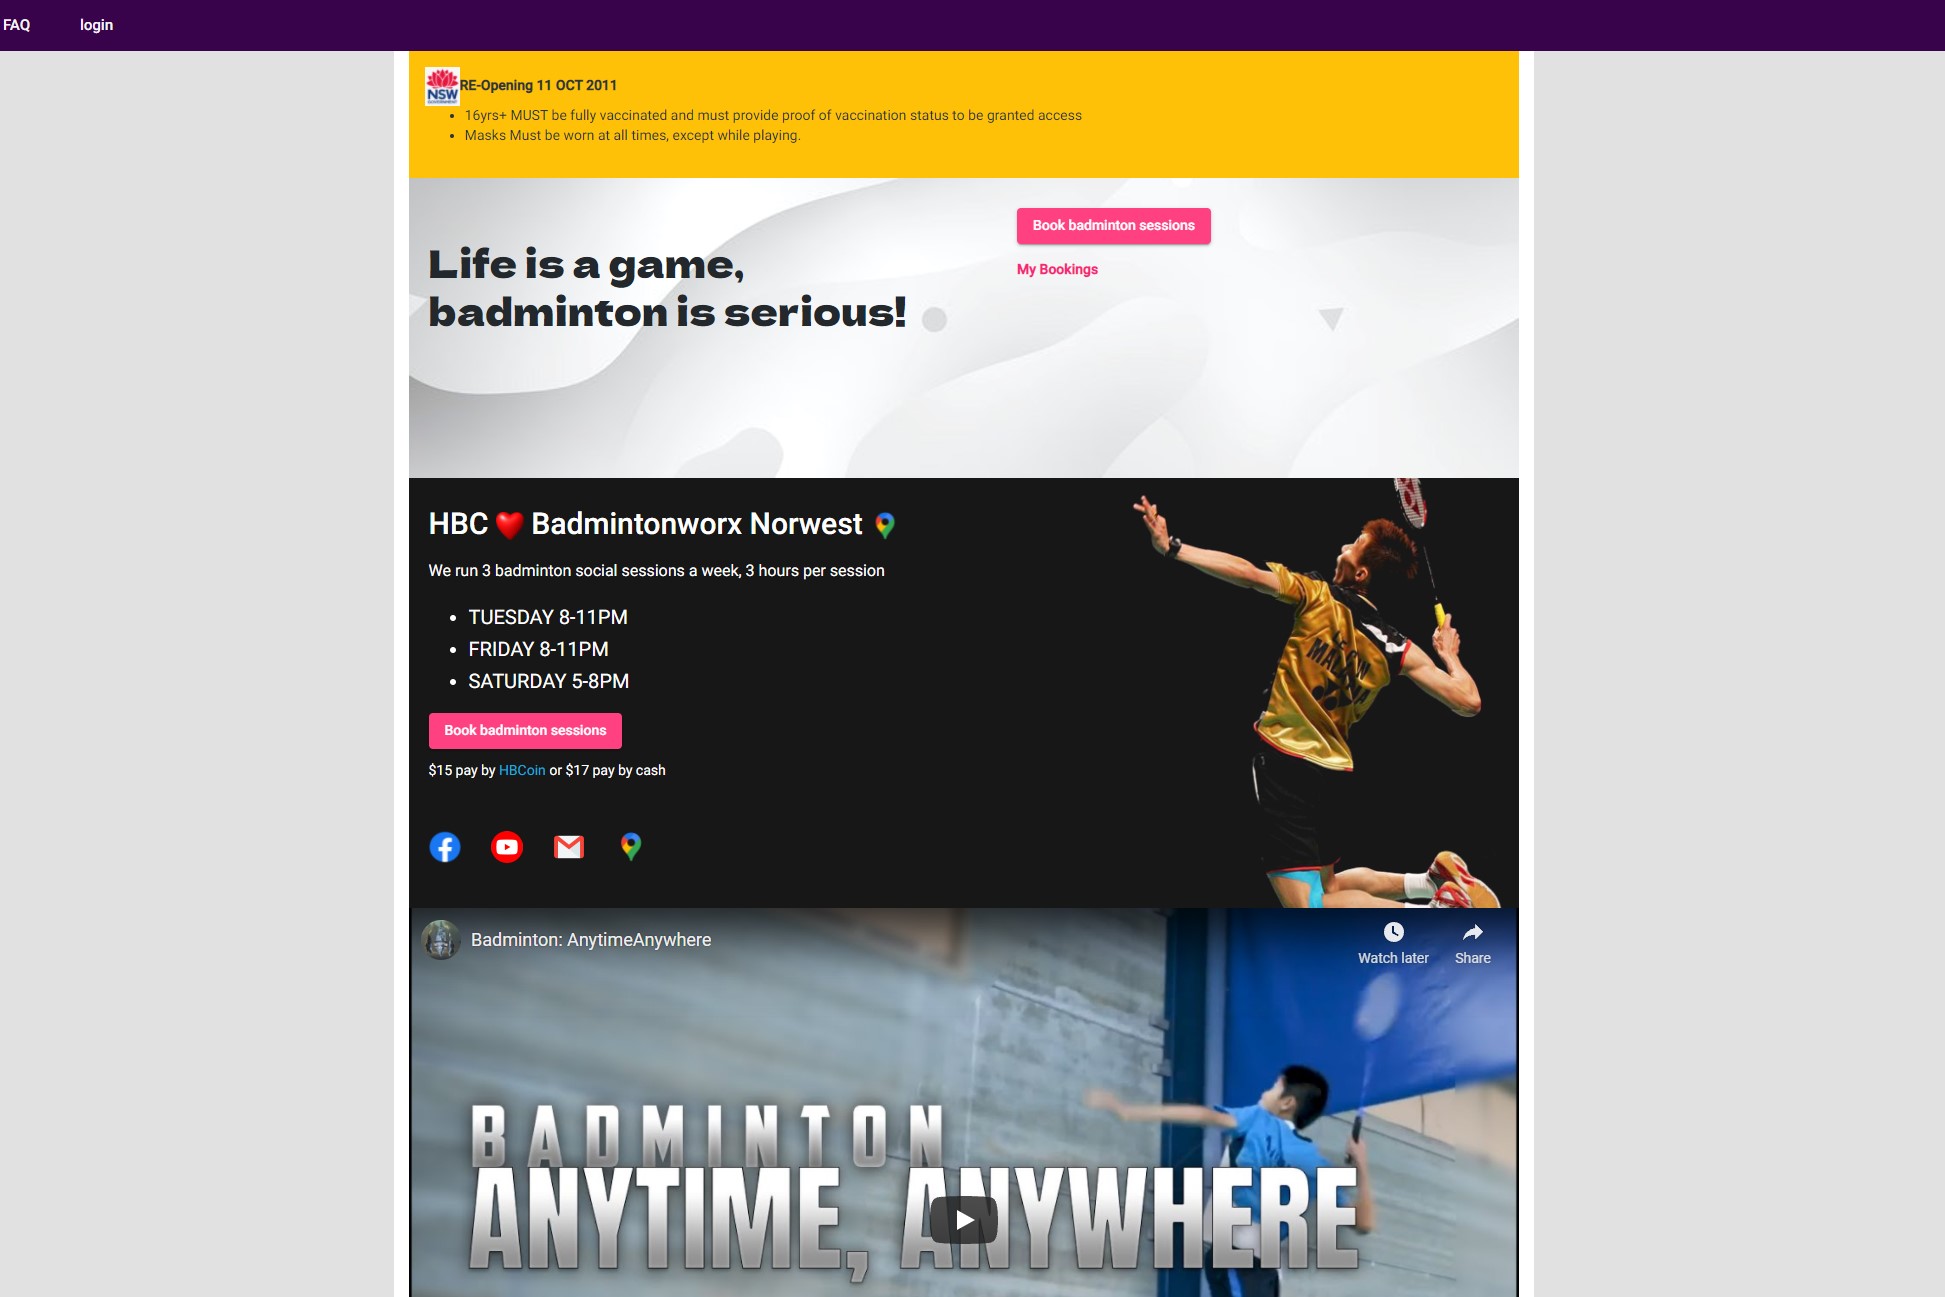 FAQ login
NSW
RE-Opening 11 OCT 2011
16yrs+ MUST be fully vaccinated and must provide proof of vaccination status to be granted access
Masks Must be worn at all times, except while playing.
Life is a game,
badminton is serious!
Book badminton sessions
My Bookings
HBC Badmintonworx Norwest
We run 3 badminton social sessions a week, 3 hours per session
TUESDAY 8-11PM
FRIDAY 8-11PM
SATURDAY 5-8PM
Book badminton sessions
$15 pay by HBCoin or $17 pay by cash
Badminton: AnytimeAnywhere
Watch later
Share
BADMINTON
ANYTIME, ANYWHERE